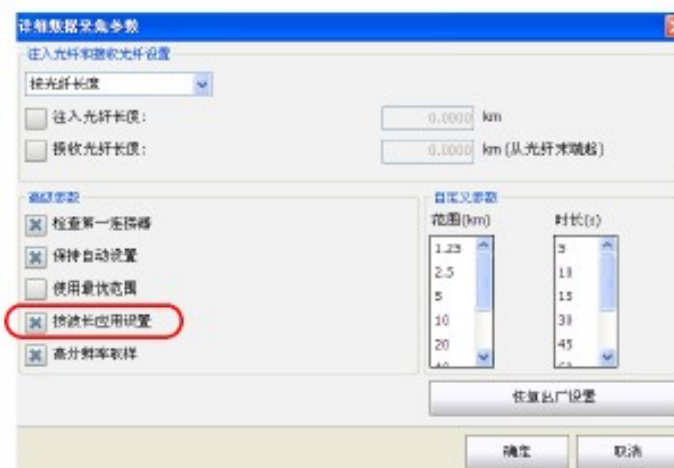 详细数据采集参数
注入光纤和接收光纤设置
按光纤长度
注入光纤长度: 0.0000 km
接收光纤长度: 0.0000 km (从光纤末端起)
高级参数
检查第一连接器
保持自动设置
使用最优范围
按波长应用设置
高分辨率取样
自定义参数
范围(km) 时长(s)
1.25 5
2.5 10
5 15
10 30
20 45
恢复出厂设置
确定 取消